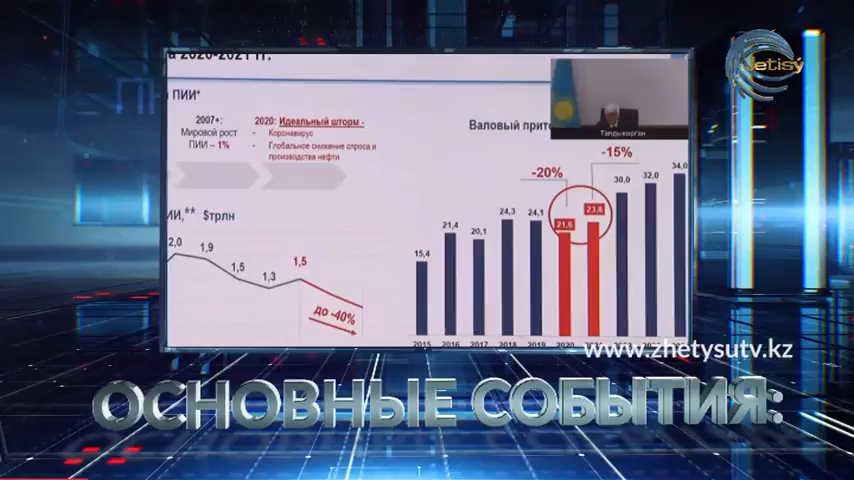 Jetisý
а 2020-2021 гг.
ПИИ*
2007+:
Мировой рост
ПИИ – 1%
2020: Идеальный шторм -
- Коронавирус
- Глобальное снижение спроса и
производства нефти
Валовый прито
Талдыкорган
-20%
-15%
ИИ,** $трлн
2,0
1,9
1,5
1,3
1,5
до -40%
15,4
21,4
20,1
24,3
24,1
21,6
23,8
30,0
32,0
34,0
2015
2016
2017
2018
2019
2020
www.zhetysutv.kz
ОСНОВНЫЕ СОБЫТИЯ: